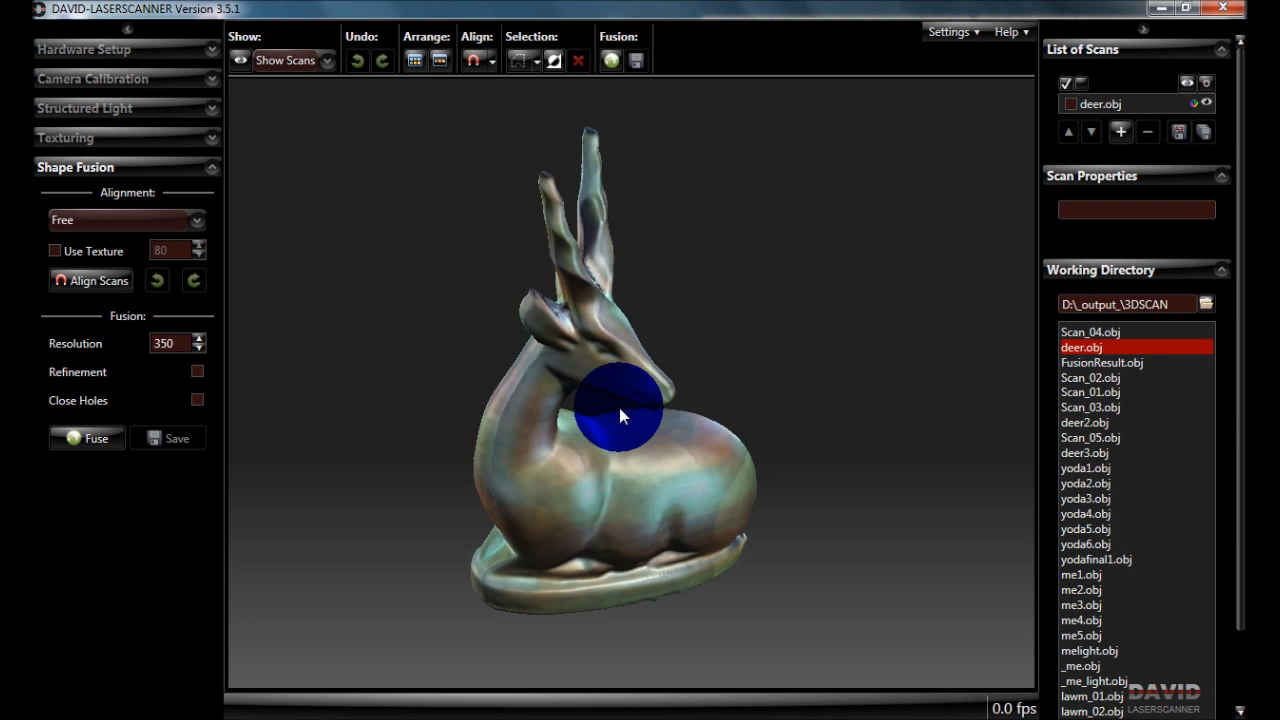 DAVID-LASERSCANNER Version 3.5.1
Hardware Setup
Camera Calibration
Structured Light
Texturing
Shape Fusion
Alignment:
Free
Use Texture 80
Align Scans
Fusion:
Resolution 350
Refinement
Close Holes
Fuse Save
Show: Undo: Arrange: Align: Selection: Fusion:
Show Scans
Settings Help
0.0 fps
List of Scans
deer.obj
Scan Properties
Working Directory
D:\_output_\3DSCAN
Scan_04.obj
deer.obj
FusionResult.obj
Scan_02.obj
Scan_01.obj
Scan_03.obj
deer2.obj
Scan_05.obj
deer3.obj
yoda1.obj
yoda2.obj
yoda3.obj
yoda4.obj
yoda5.obj
yoda6.obj
yodafinal1.obj
me1.obj
me2.obj
me3.obj
me4.obj
me5.obj
melight.obj
_me.obj
_me_light.obj
lawm_01.obj
lawm_02.obj
DAVID
LASERSCANNER